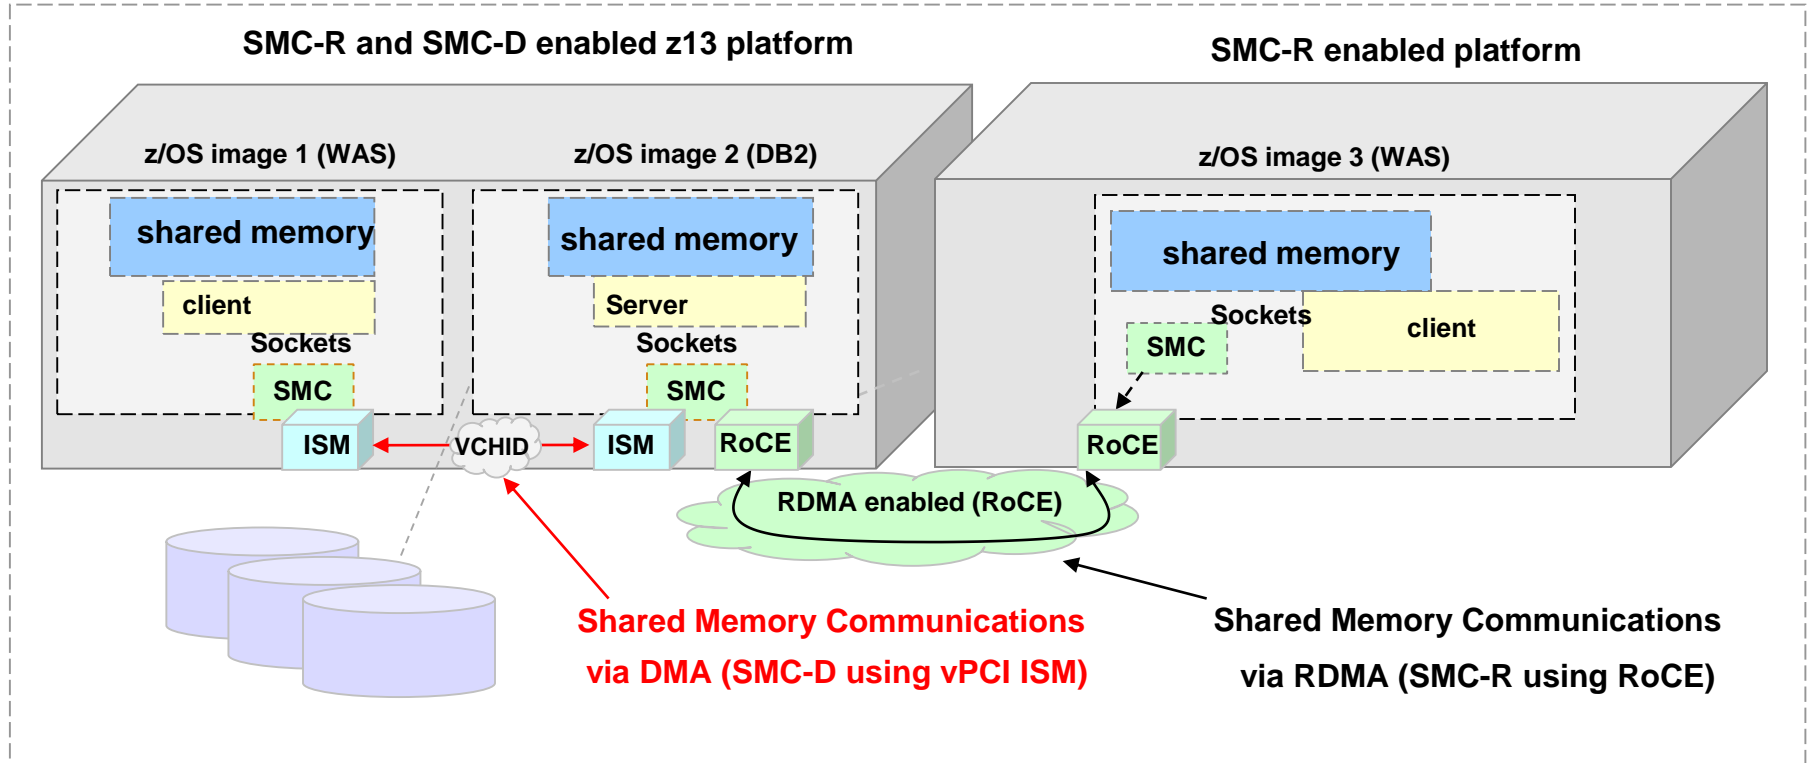 SMC-R and SMC-D enabled z13 platform
SMC-R enabled platform
z/OS image 1 (WAS)
z/OS image 2 (DB2)
z/OS image 3 (WAS)
shared memory
shared memory
shared memory
client
Server
Sockets
client
Sockets
Sockets
SMC
SMC
SMC
ISM
VCHID
ISM
RoCE
RoCE
RDMA enabled (RoCE)
Shared Memory Communications
via DMA (SMC-D using vPCI ISM)
Shared Memory Communications
via RDMA (SMC-R using RoCE)